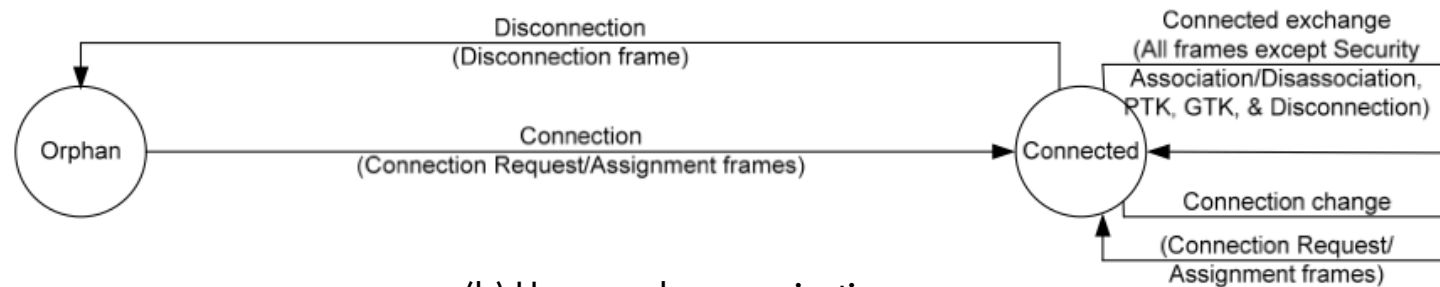 Disconnection
(Disconnection frame)
Orphan
Connection
(Connection Request/Assignment frames)
Connected
Connected exchange
(All frames except Security
Association/Disassociation,
PTK, GTK, & Disconnection)
Connection change
(Connection Request/
Assignment frames)